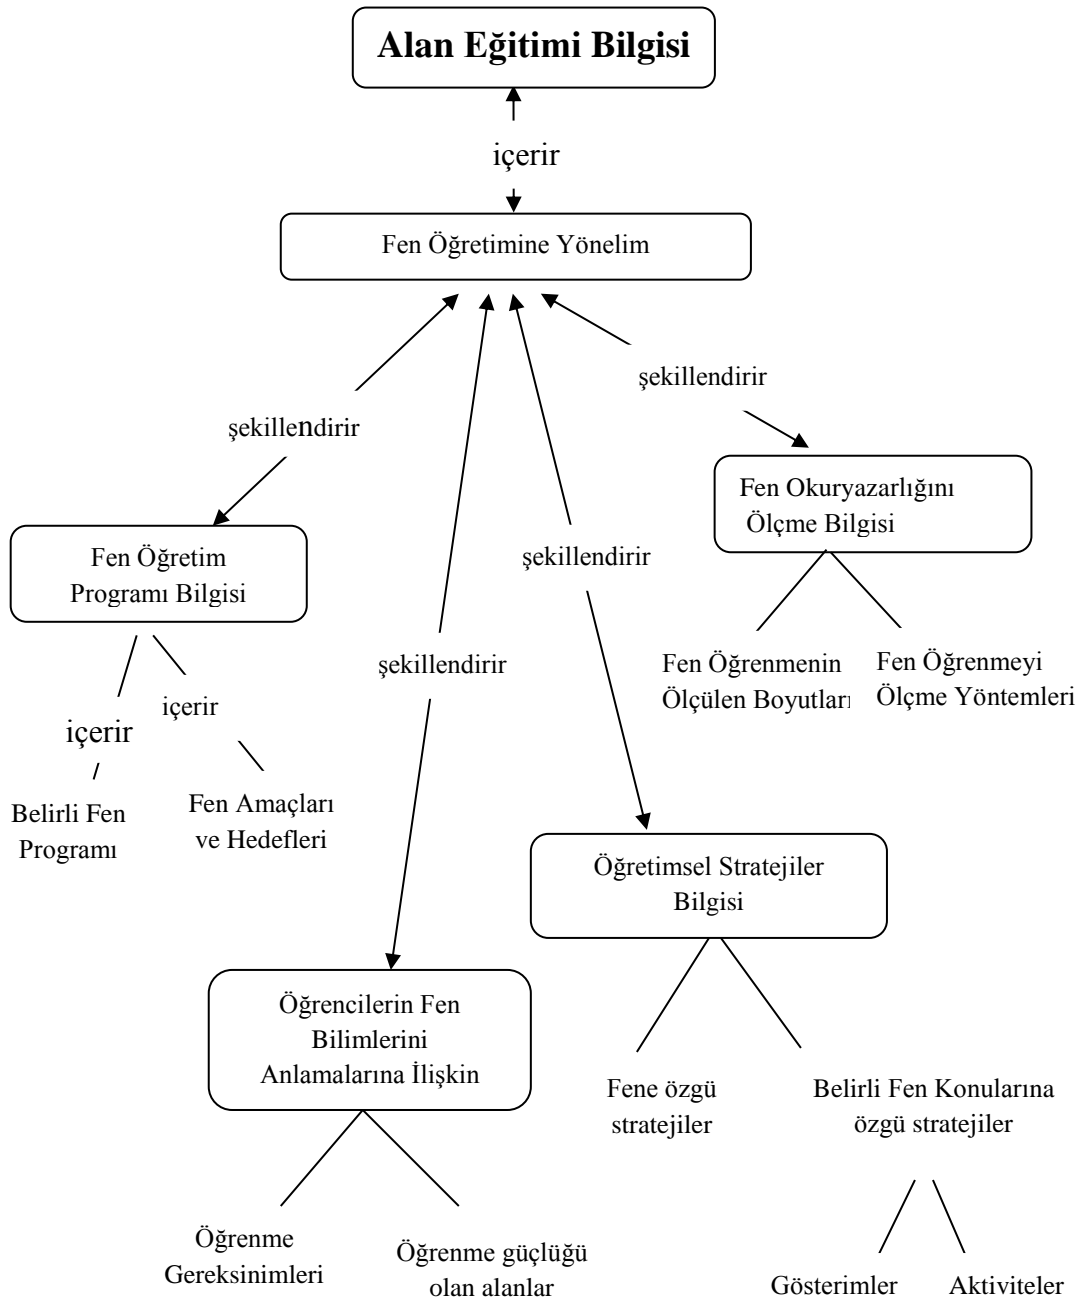 Alan Eğitimi Bilgisi
içerir
Fen Öğretimine Yönelim
şekillendirir
şekillendirir
şekillendirir
şekillendirir
Fen Okuryazarlığını
Ölçme Bilgisi
Fen Öğretim
Programı Bilgisi
Fen Öğrenmenin
Ölçülen Boyutları
Fen Öğrenmeyi
Ölçme Yöntemleri
içerir
içerir
Belirli Fen
Programı
Fen Amaçları
ve Hedefleri
Öğretimsel Stratejiler
Bilgisi
Öğrencilerin Fen
Bilimlerini
Anlamalarına İlişkin
Fene özgü
stratejiler
Belirli Fen Konularına
özgü stratejiler
Öğrenme
Gereksinimleri
Öğrenme güçlüğü
olan alanlar
Gösterimler
Aktiviteler